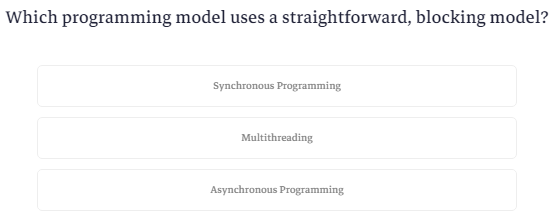 Which programming model uses a straightforward, blocking model?
Synchronous Programming
Multithreading
Asynchronous Programming